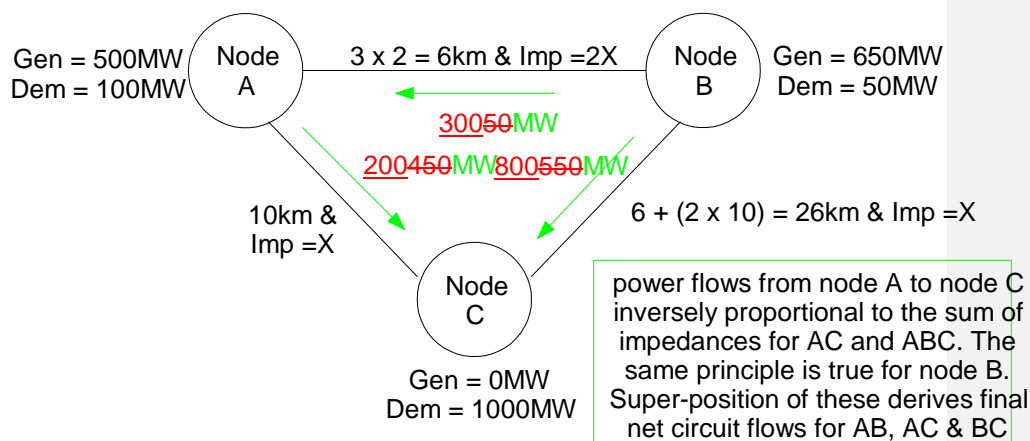 Gen = 500MW
Dem = 100MW
Node
A
3 x 2 = 6km & Imp =2X
Node
B
Gen = 650MW
Dem = 50MW
30050MW
200450MW
800550MW
10km &
Imp =X
6 + (2 x 10) = 26km & Imp =X
Node
C
Gen = 0MW
Dem = 1000MW
power flows from node A to node C
inversely proportional to the sum of
impedances for AC and ABC. The
same principle is true for node B.
Super-position of these derives final
net circuit flows for AB, AC & BC